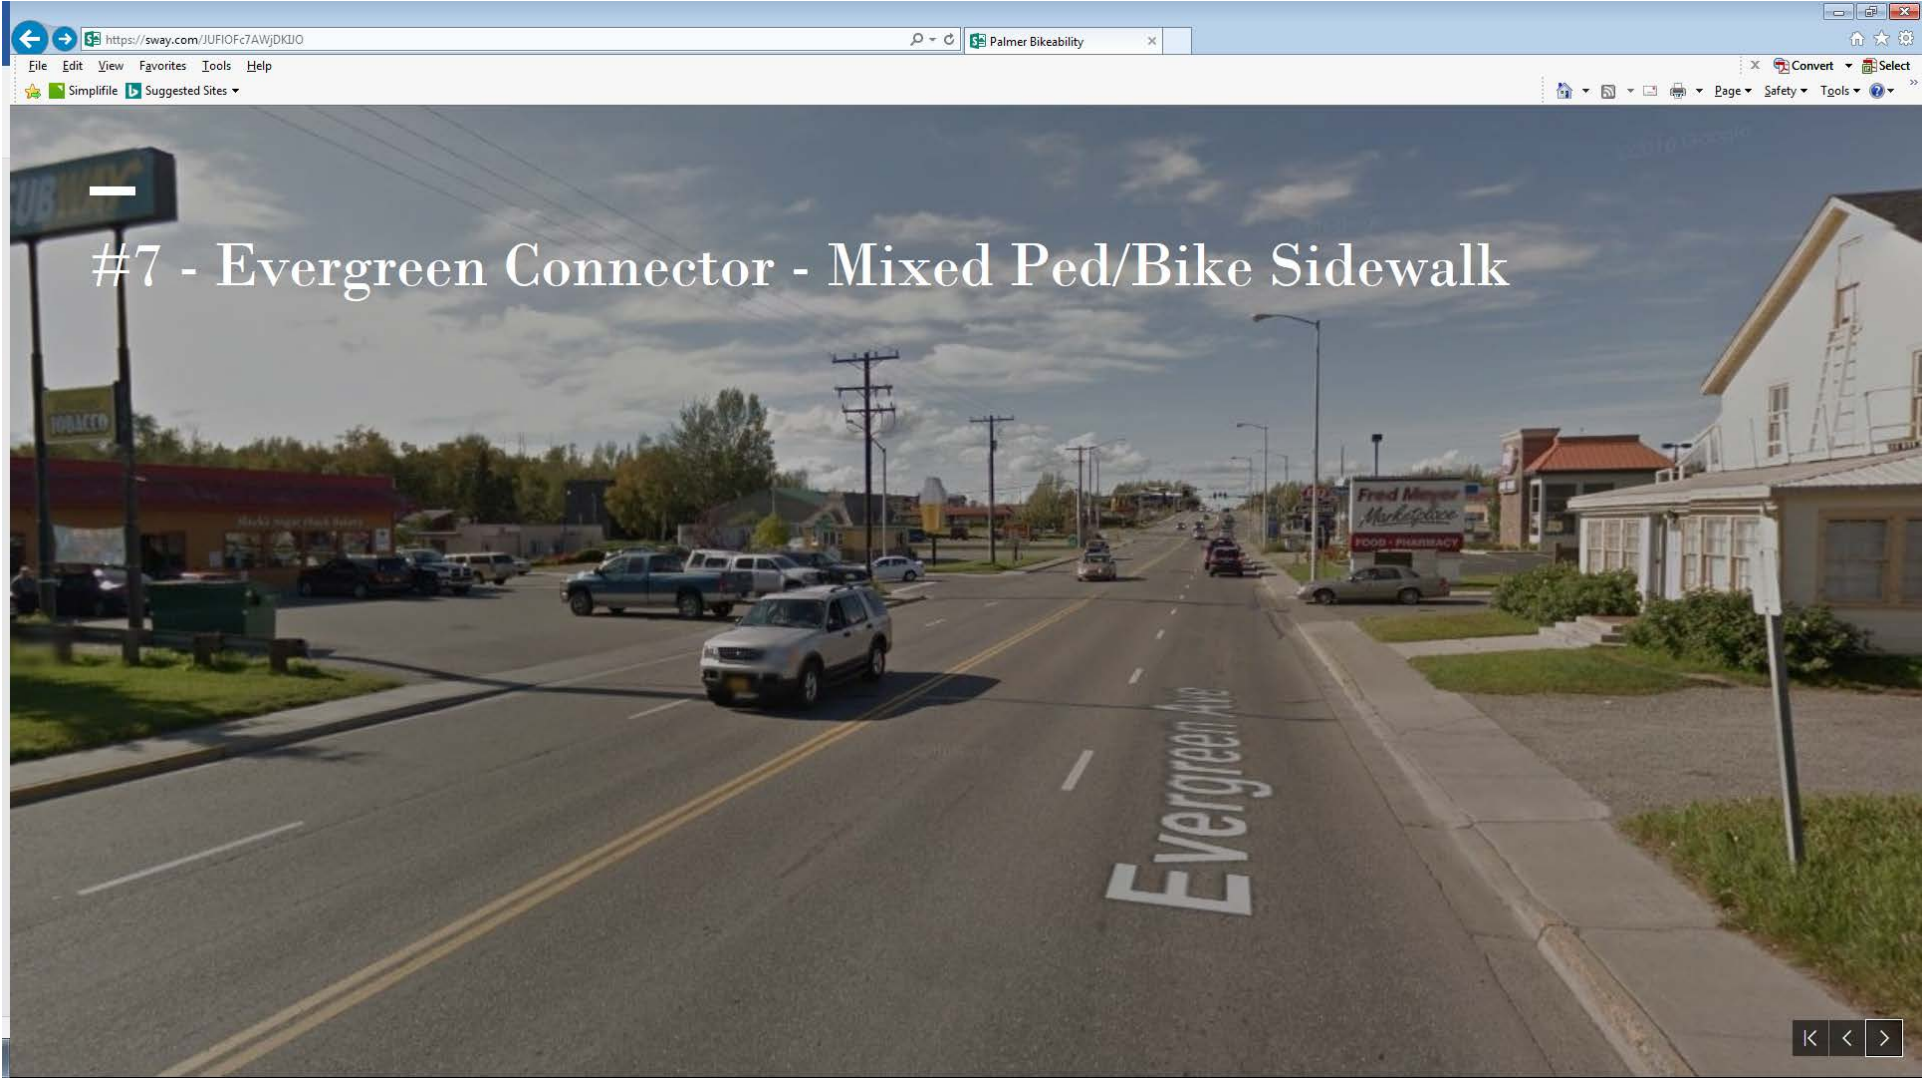 https://sway.com/JUFIOFc7AWjDKIJO
Palmer Bikeability
File Edit View Favorites Tools Help
Convert Select
Simplifile Suggested Sites
Page Safety Tools
SUBWAY
#7 - Evergreen Connector - Mixed Ped/Bike Sidewalk
TOBACCO
Fred Meyer
Marketplace
FOOD · PHARMACY
Evergreen Ave